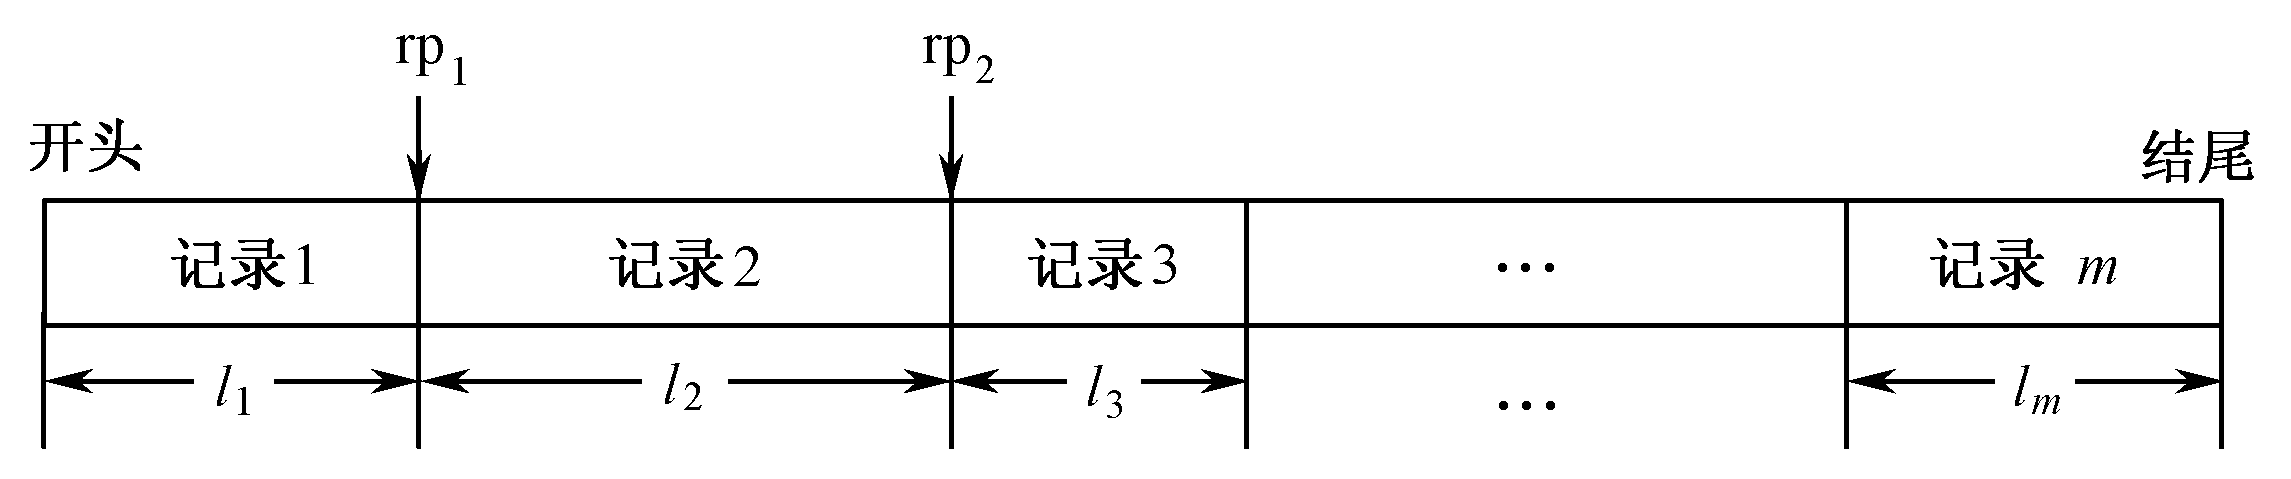 rp₁ rp₂
开头 结尾
记录1 记录2 记录3 … 记录 m
l₁ l₂ l₃ … lₘ